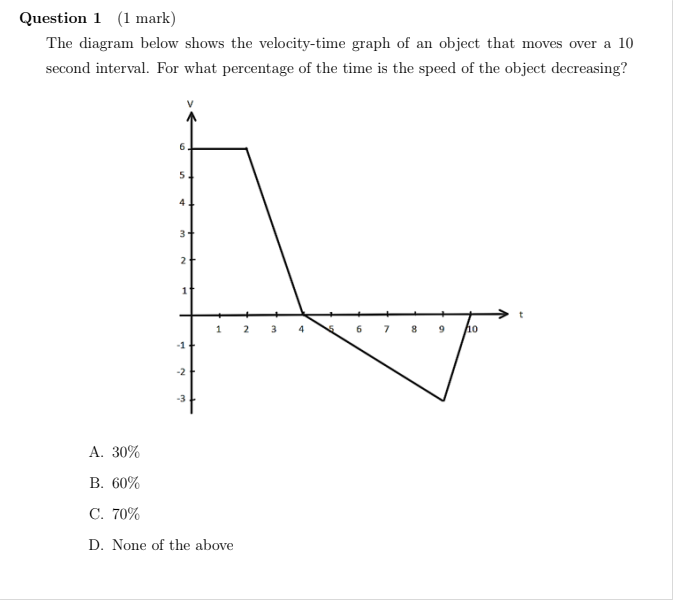 Question 1 (1 mark)
The diagram below shows the velocity-time graph of an object that moves over a 10
second interval. For what percentage of the time is the speed of the object decreasing?
v
6
5
4
3
2
1
1 2 3 4 5 6 7 8 9 10 t
-1
-2
-3
A. 30%
B. 60%
C. 70%
D. None of the above